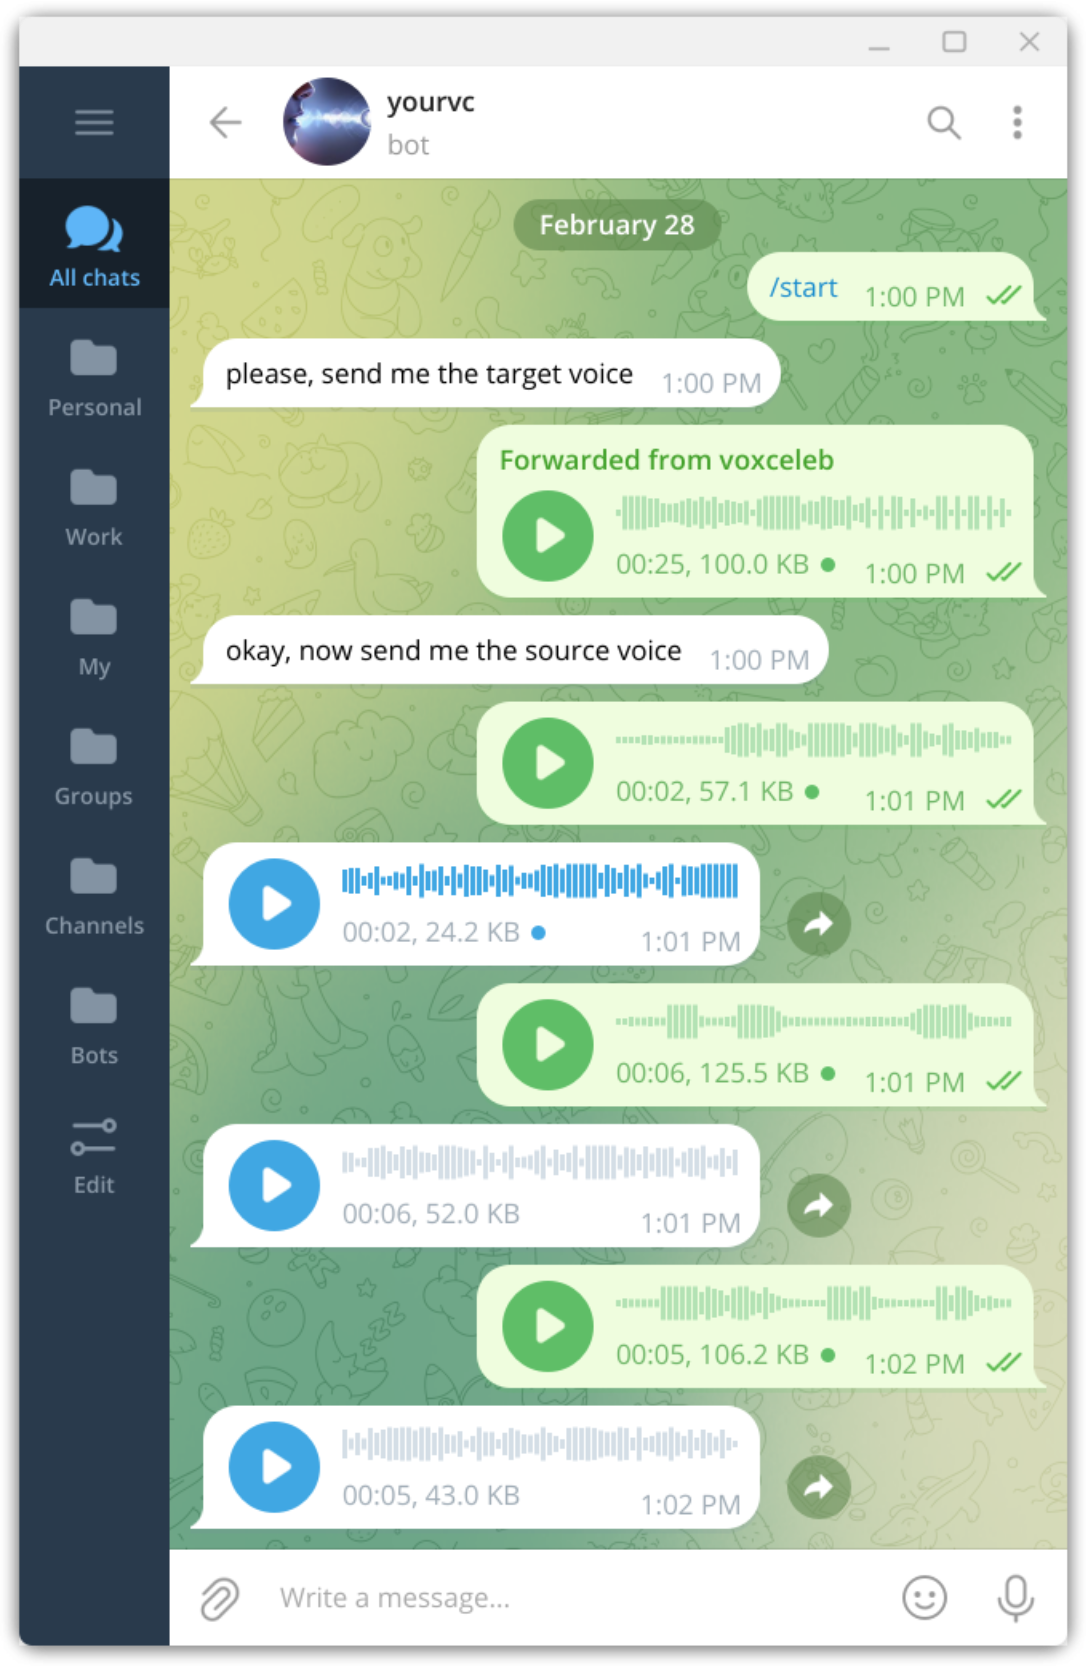 yourvc
bot
All chats
Personal
Work
My
Groups
Channels
Bots
Edit
February 28
/start 1:00 PM
please, send me the target voice 1:00 PM
Forwarded from voxceleb
00:25, 100.0 KB 1:00 PM
okay, now send me the source voice 1:00 PM
00:02, 57.1 KB 1:01 PM
00:02, 24.2 KB 1:01 PM
00:06, 125.5 KB 1:01 PM
00:06, 52.0 KB 1:01 PM
00:05, 106.2 KB 1:02 PM
00:05, 43.0 KB 1:02 PM
Write a message...